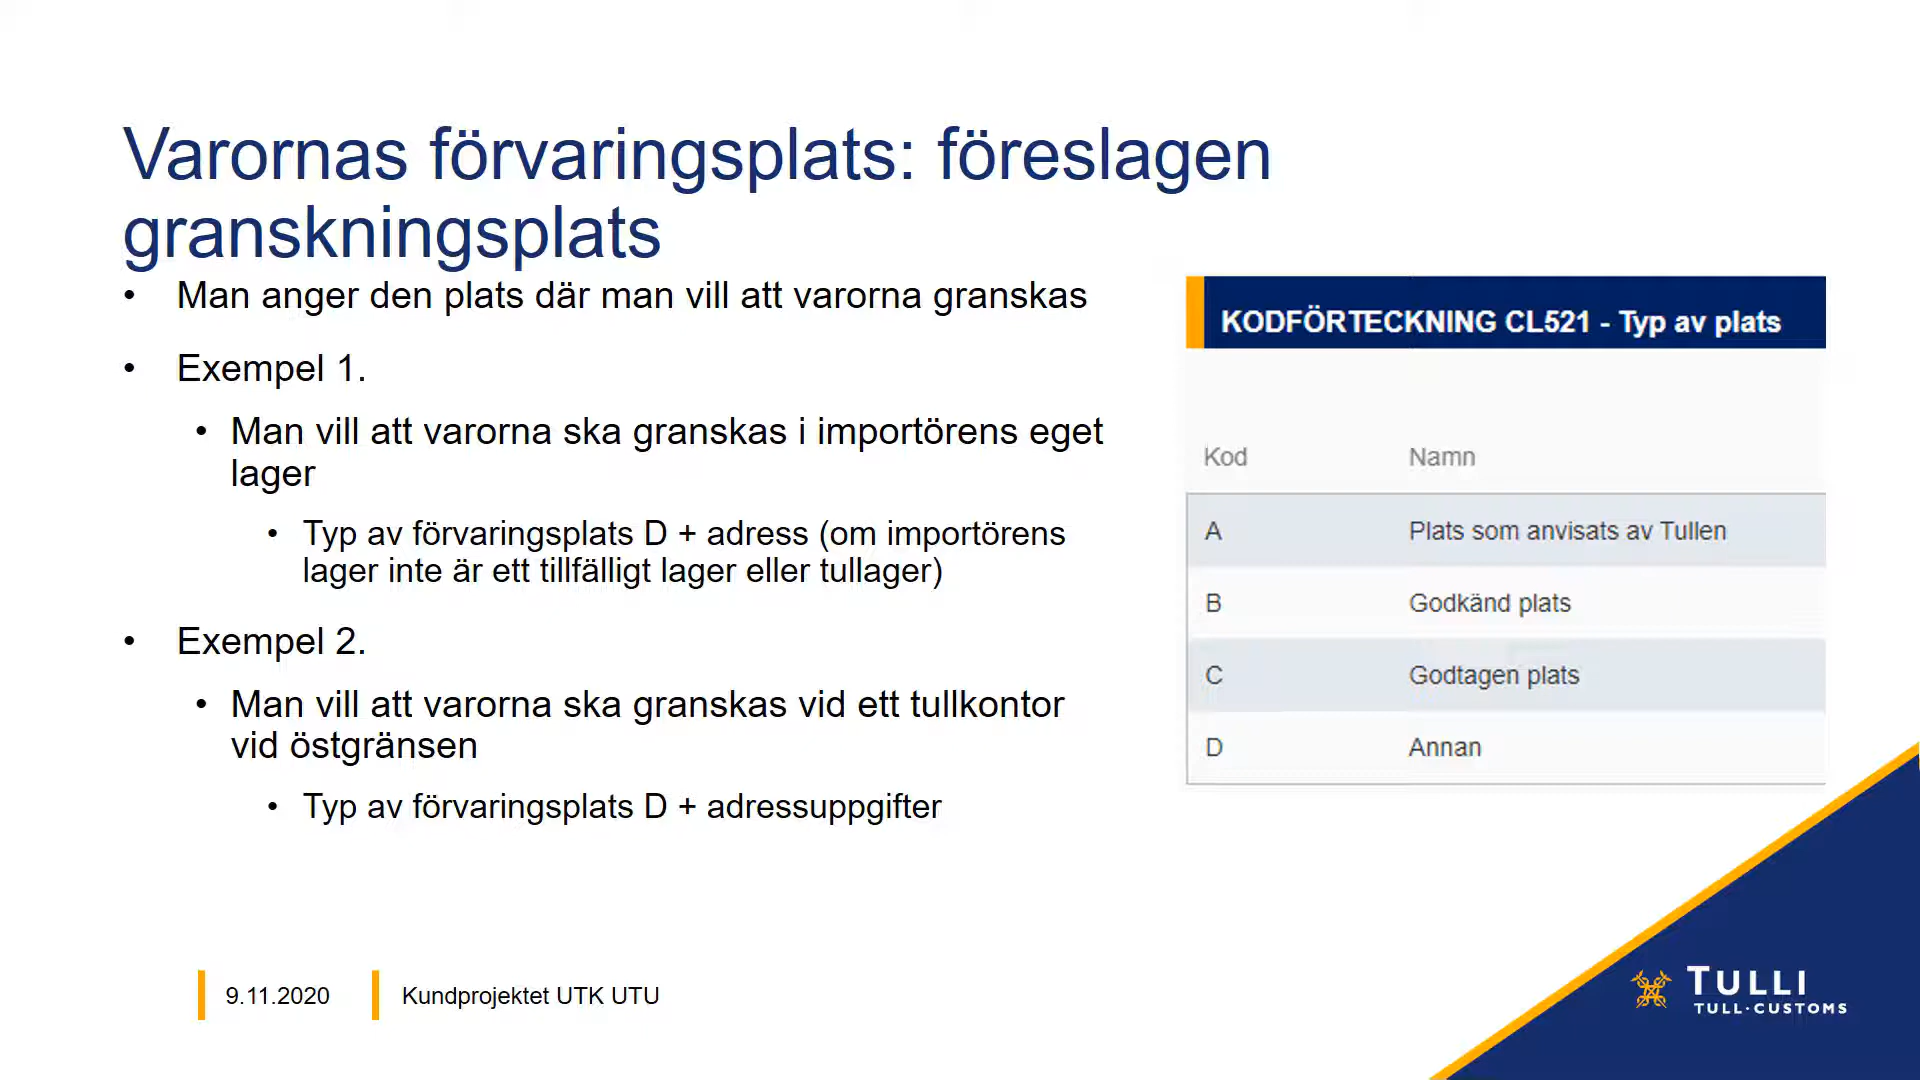 Varornas förvaringsplats: föreslagen
granskningsplats
• Man anger den plats där man vill att varorna granskas
• Exempel 1.
• Man vill att varorna ska granskas i importörens eget
lager
• Typ av förvaringsplats D + adress (om importörens
lager inte är ett tillfälligt lager eller tullager)
• Exempel 2.
• Man vill att varorna ska granskas vid ett tullkontor
vid östgränsen
• Typ av förvaringsplats D + adressuppgifter
KODFÖRTECKNING CL521 - Typ av plats
Kod Namn
A Plats som anvisats av Tullen
B Godkänd plats
C Godtagen plats
D Annan
9.11.2020 Kundprojektet UTK UTU
TULLI
TULL·CUSTOMS